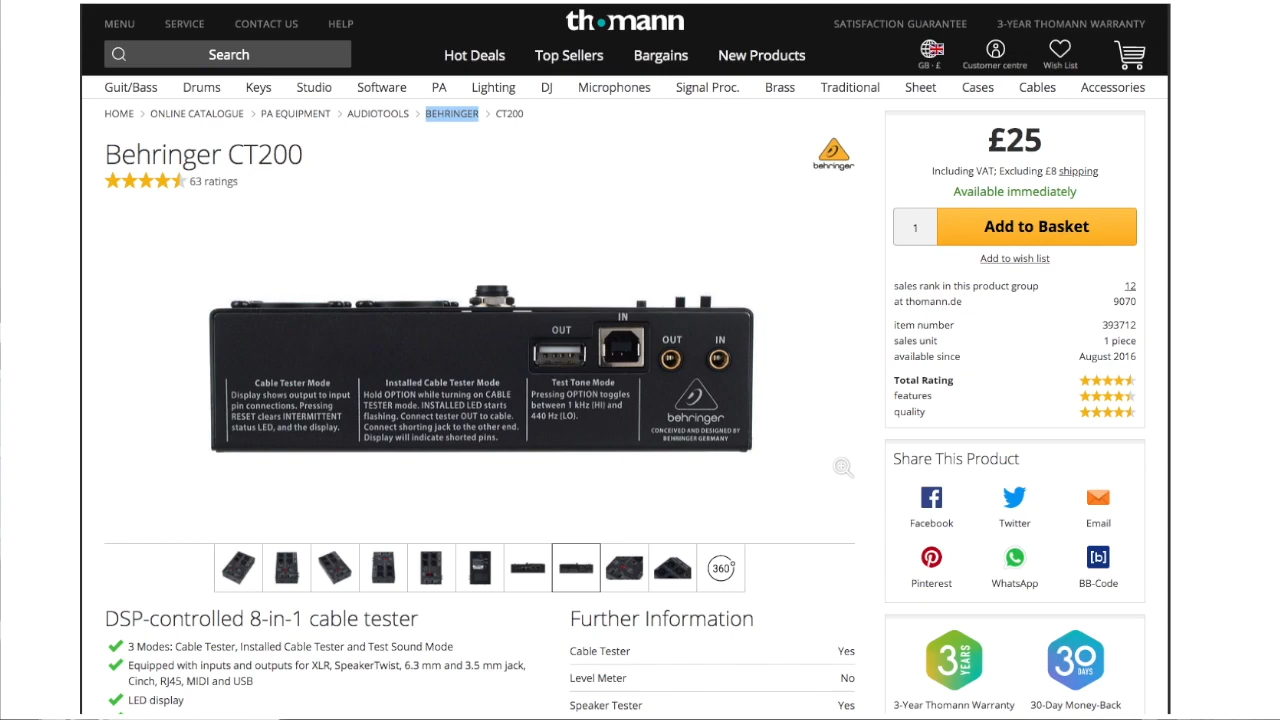 MENU SERVICE CONTACT US HELP
thomann
SATISFACTION GUARANTEE 3-YEAR THOMANN WARRANTY
Search
Hot Deals Top Sellers Bargains New Products
GB · £ Customer centre Wish List
Guit/Bass Drums Keys Studio Software PA Lighting DJ Microphones Signal Proc. Brass Traditional Sheet Cases Cables Accessories
HOME > ONLINE CATALOGUE > PA EQUIPMENT > AUDIOTOOLS > BEHRINGER > CT200
Behringer CT200
63 ratings
behringer
OUT
IN
OUT
IN
Cable Tester Mode
Display shows output to input
pin connections. Pressing
RESET clears INTERMITTENT
status LED, and the display.
Installed Cable Tester Mode
Hold OPTION while turning on CABLE
TESTER mode. INSTALLED LED starts
flashing. Connect tester OUT to cable.
Connect shorting jack to the other end.
Display will indicate shorted pins.
Test Tone Mode
Pressing OPTION toggles
between 1 kHz (HI) and
440 Hz (LO).
behringer
CONCEIVED AND DESIGNED BY
BEHRINGER GERMANY
360°
DSP-controlled 8-in-1 cable tester
3 Modes: Cable Tester, Installed Cable Tester and Test Sound Mode
Equipped with inputs and outputs for XLR, SpeakerTwist, 6.3 mm and 3.5 mm jack,
Cinch, RJ45, MIDI and USB
LED display
Further Information
Cable Tester Yes
Level Meter No
Speaker Tester Yes
£25
Including VAT; Excluding £8 shipping
Available immediately
1 Add to Basket
Add to wish list
sales rank in this product group 12
at thomann.de 9070
item number 393712
sales unit 1 piece
available since August 2016
Total Rating
features
quality
Share This Product
Facebook Twitter Email
[b]
Pinterest WhatsApp BB-Code
3 YEARS
30 DAYS
3-Year Thomann Warranty 30-Day Money-Back